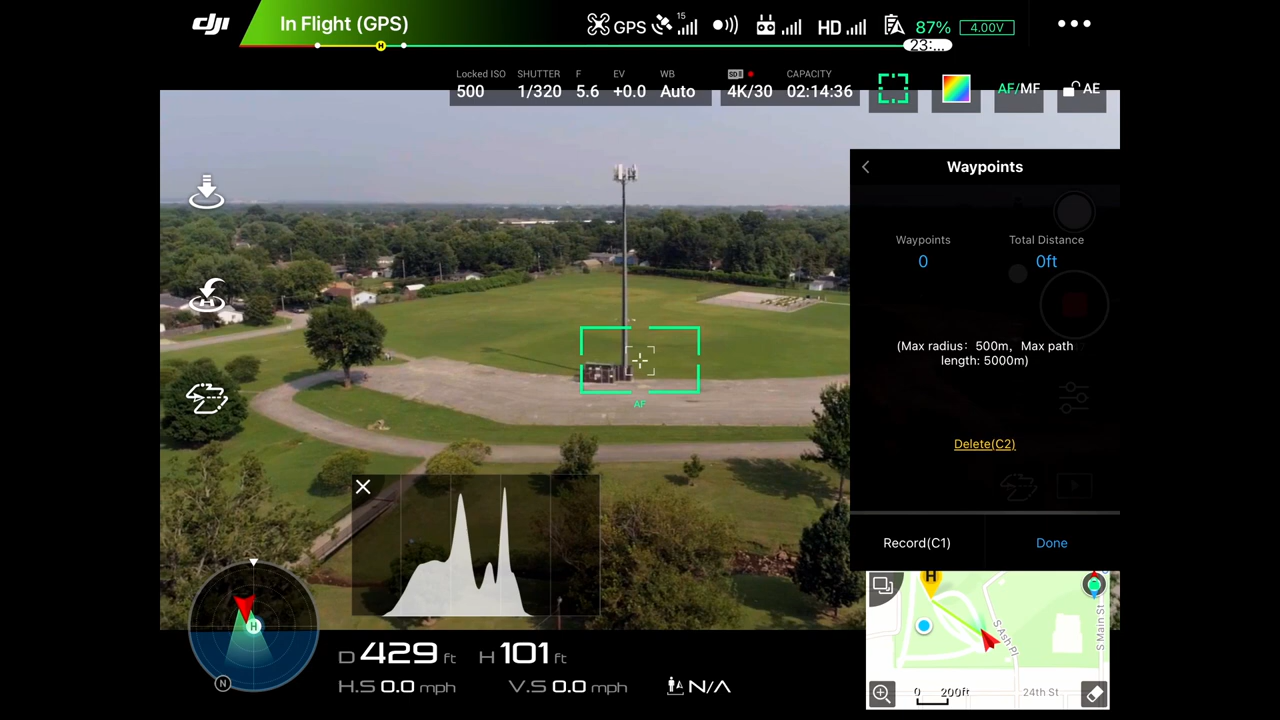 dji
In Flight (GPS)
GPS
15
HD
87%
4.00V
H
23:...
Locked ISO
500
SHUTTER
1/320
F
5.6
EV
+0.0
WB
Auto
SD
4K/30
CAPACITY
02:14:36
AF/MF
AE
Waypoints
Waypoints
0
Total Distance
0ft
(Max radius: 500m, Max path
length: 5000m)
Delete(C2)
Record(C1)
Done
H
AF
H
N
D 429 ft
H 101 ft
H.S 0.0 mph
V.S 0.0 mph
N/A
H
S Ash Pl
S Main St
0 200ft
24th St